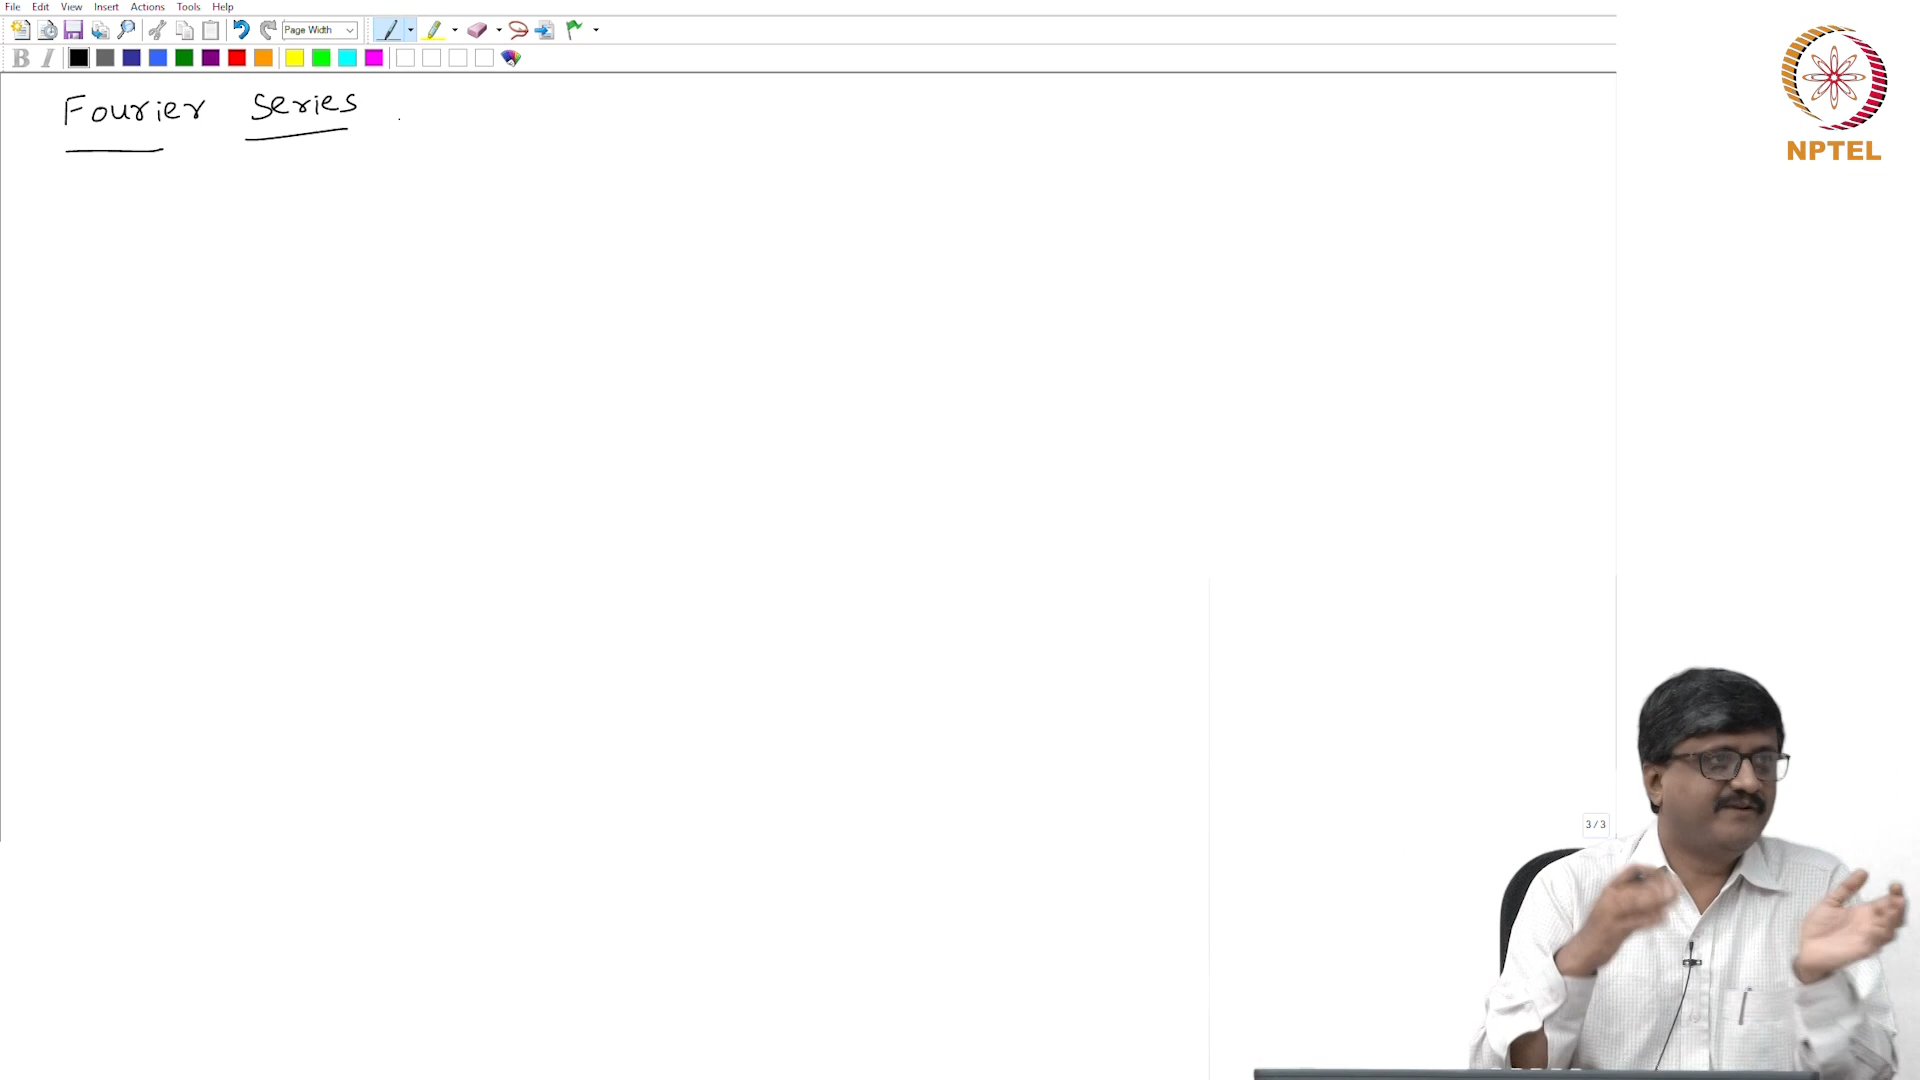 File Edit View Insert Actions Tools Help
Page Width
B I
Fourier Series
NPTEL
3 / 3